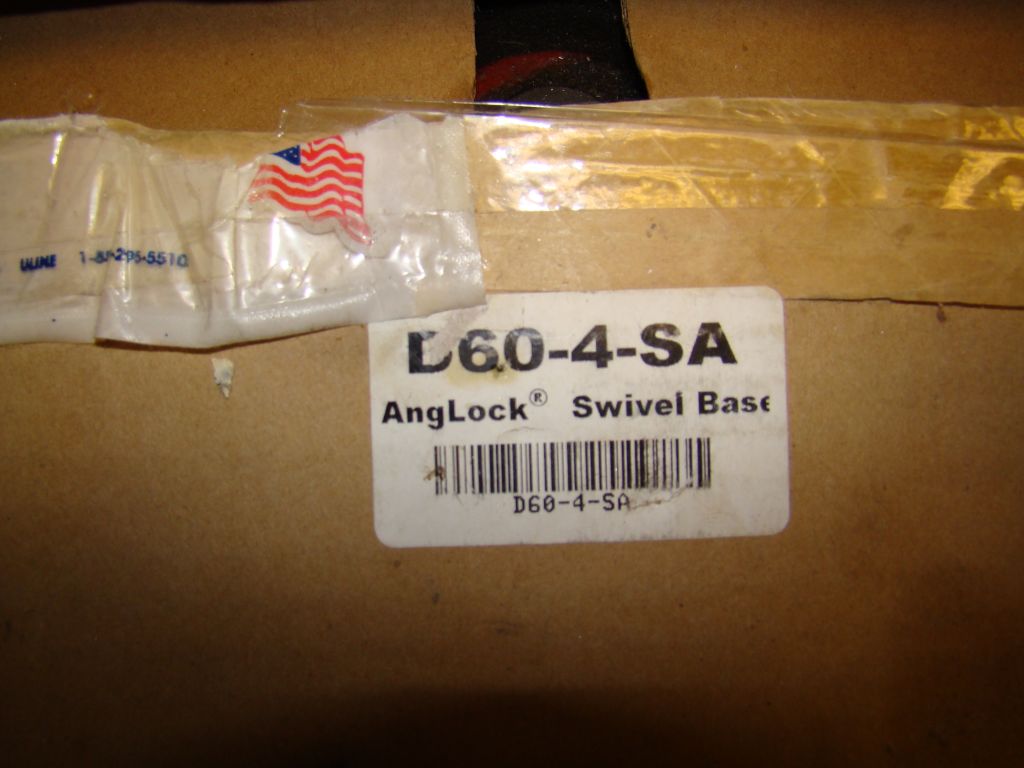 ULINE
D60-4-SA
AngLock® Swivel Base
D60-4-SA